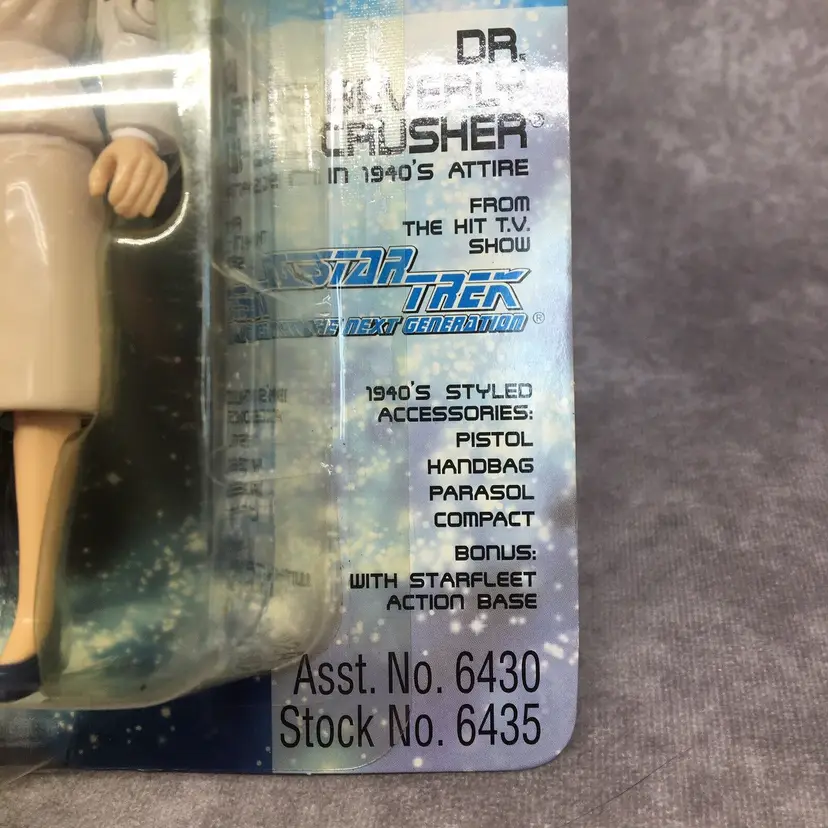 DR.
BEVERLY
CRUSHER®
IN 1940'S ATTIRE
FROM
THE HIT T.V.
SHOW
STAR
TREK
NEXT GENERATION®
1940'S STYLED
ACCESSORIES:
PISTOL
HANDBAG
PARASOL
COMPACT
BONUS:
WITH STARFLEET
ACTION BASE
Asst. No. 6430
Stock No. 6435